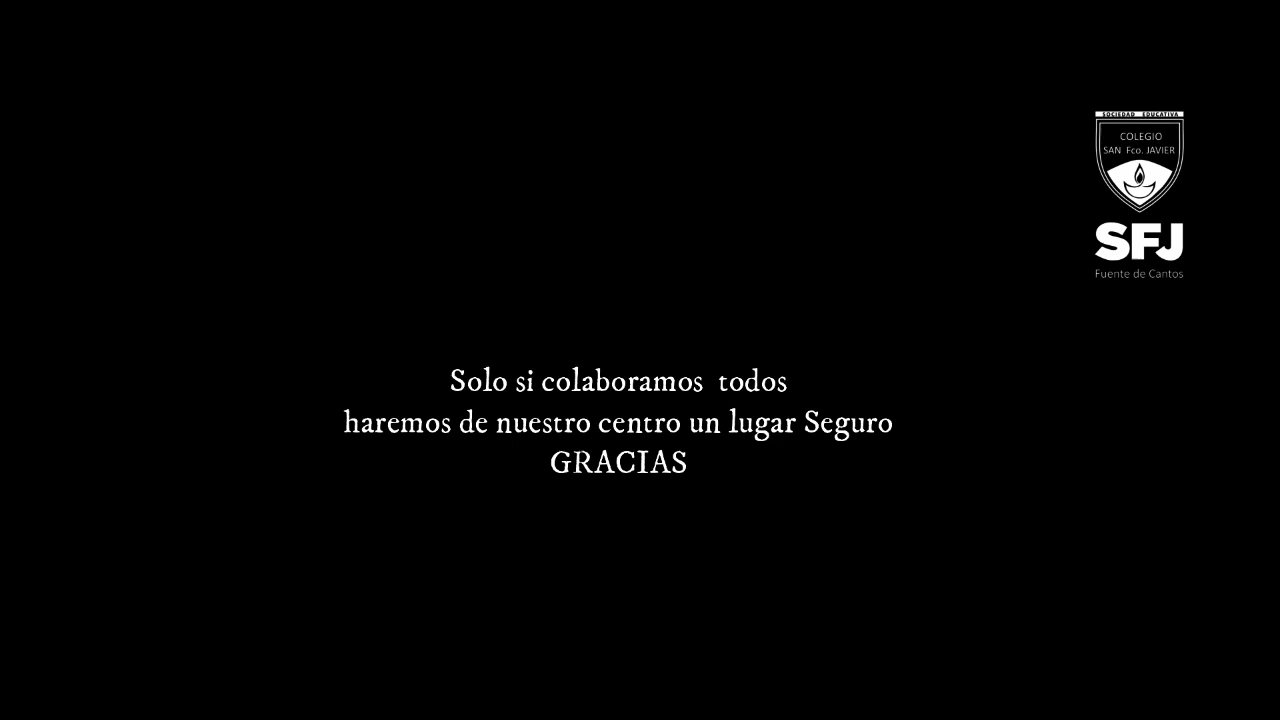 SOCIEDAD EDUCATIVA
COLEGIO
SAN Fco. JAVIER
SFJ
Fuente de Cantos
Solo si colaboramos todos
haremos de nuestro centro un lugar Seguro
GRACIAS